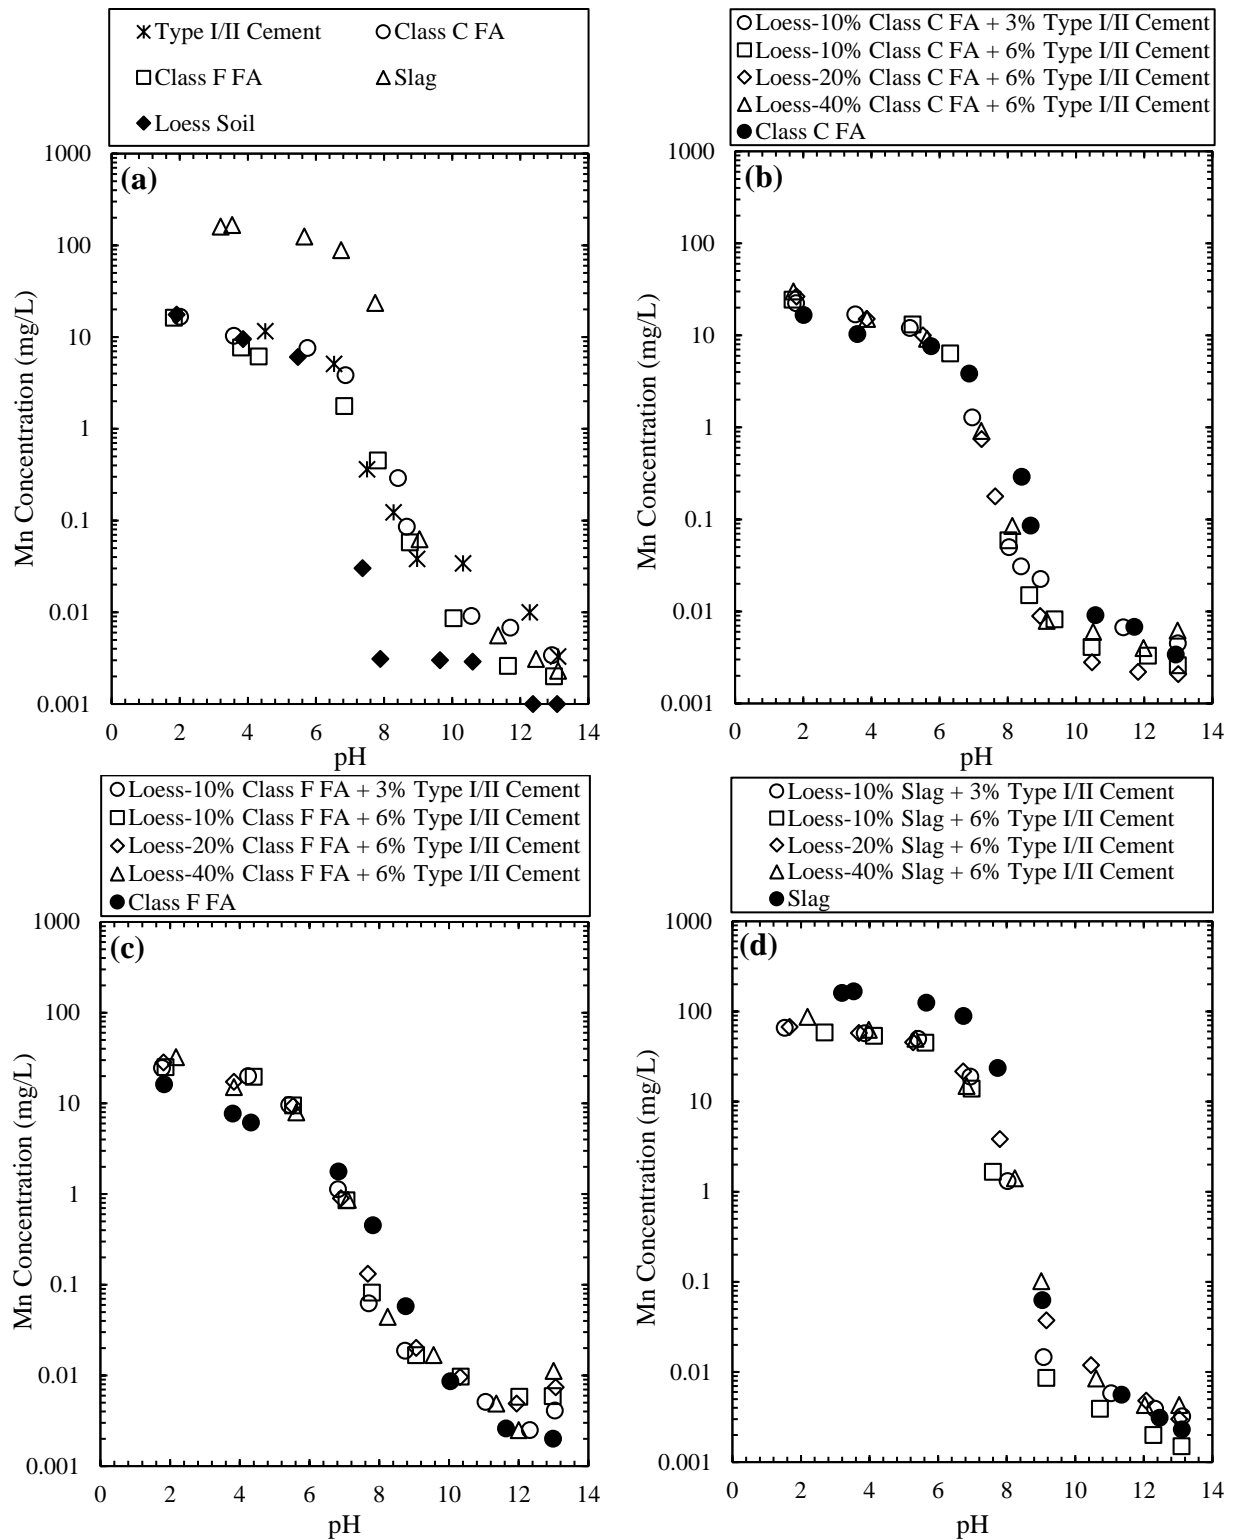 Type I/II Cement Class C FA
Class F FA Slag
Loess Soil
1000
100
10
1
0.1
0.01
0.001
0 2 4 6 8 10 12 14
Mn Concentration (mg/L)
pH
(a)
Loess-10% Class C FA + 3% Type I/II Cement
Loess-10% Class C FA + 6% Type I/II Cement
Loess-20% Class C FA + 6% Type I/II Cement
Loess-40% Class C FA + 6% Type I/II Cement
Class C FA
1000
100
10
1
0.1
0.01
0.001
0 2 4 6 8 10 12 14
Mn Concentration (mg/L)
pH
(b)
Loess-10% Class F FA + 3% Type I/II Cement
Loess-10% Class F FA + 6% Type I/II Cement
Loess-20% Class F FA + 6% Type I/II Cement
Loess-40% Class F FA + 6% Type I/II Cement
Class F FA
1000
100
10
1
0.1
0.01
0.001
0 2 4 6 8 10 12 14
Mn Concentration (mg/L)
pH
(c)
Loess-10% Slag + 3% Type I/II Cement
Loess-10% Slag + 6% Type I/II Cement
Loess-20% Slag + 6% Type I/II Cement
Loess-40% Slag + 6% Type I/II Cement
Slag
1000
100
10
1
0.1
0.01
0.001
0 2 4 6 8 10 12 14
Mn Concentration (mg/L)
pH
(d)